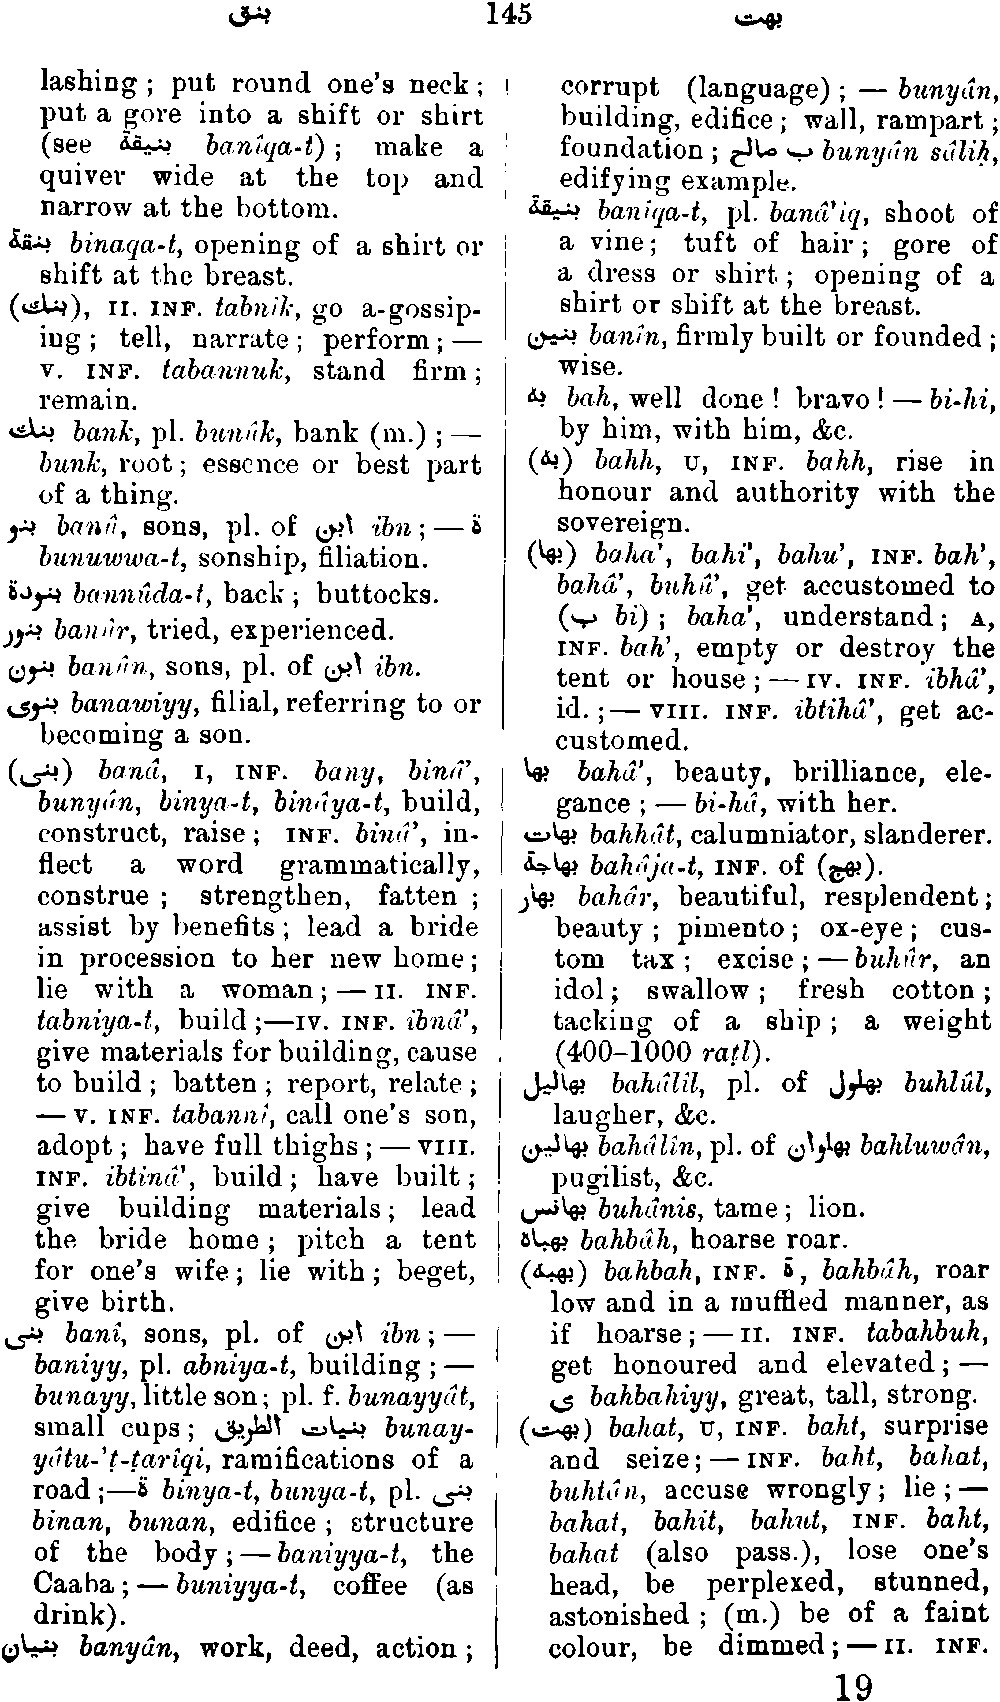 بنق 145 بهت
lashing ; put round one's neck ;
put a gore into a shift or shirt
(see بنيقة banîqa-t) ; make a
quiver wide at the top and
narrow at the bottom.
بنقة binaqa-t, opening of a shirt or
shift at the breast.
(بنك), II. INF. tabnîk, go a-gossip-
ing ; tell, narrate ; perform ; —
V. INF. tabannuk, stand firm ;
remain.
بنك bank, pl. bunûk, bank (m.) ; —
bunk, root ; essence or best part
of a thing.
بنو banû, sons, pl. of ابن ibn ; — ة
bunuwwa-t, sonship, filiation.
بنودة bannûda-t, back ; buttocks.
بنور banûr, tried, experienced.
بنون banûn, sons, pl. of ابن ibn.
بنوى banawiyy, filial, referring to or
becoming a son.
(بنى) banâ, I, INF. bany, binâ',
bunyân, binya-t, binâya-t, build,
construct, raise ; INF. binâ', in-
flect a word grammatically,
construe ; strengthen, fatten ;
assist by benefits ; lead a bride
in procession to her new home ;
lie with a woman ; — II. INF.
tabniya-t, build ;—IV. INF. ibnâ',
give materials for building, cause
to build ; batten ; report, relate ;
— V. INF. tabannî, call one's son,
adopt ; have full thighs ; — VIII.
INF. ibtinâ', build ; have built ;
give building materials ; lead
the bride home ; pitch a tent
for one's wife ; lie with ; beget,
give birth.
بنى banî, sons, pl. of ابن ibn ; —
baniyy, pl. abniya-t, building ; —
bunayy, little son ; pl. f. bunayyât,
small cups ; بنيات الطريق bunay-
yâtu-'ṭ-ṭarîqi, ramifications of a
road ;—ة binya-t, bunya-t, pl. بنى
binan, bunan, edifice ; structure
of the body ; — baniyya-t, the
Caaba ; — buniyya-t, coffee (as
drink).
بنيان banyân, work, deed, action ;
corrupt (language) ; — bunyân,
building, edifice ; wall, rampart ;
foundation ; ب صالح bunyân sâliḥ,
edifying example.
بنيقة banîqa-t, pl. banâ'iq, shoot of
a vine ; tuft of hair ; gore of
a dress or shirt ; opening of a
shirt or shift at the breast.
بنين banîn, firmly built or founded ;
wise.
به bah, well done ! bravo ! — bi-hi,
by him, with him, &c.
(به) bahh, U, INF. bahh, rise in
honour and authority with the
sovereign.
(بها) baha', bahi', bahu', INF. bah',
bahâ', buhû', get accustomed to
(ب bi) ; baha', understand ; A,
INF. bah', empty or destroy the
tent or house ; — IV. INF. ibhâ',
id. ;— VIII. INF. ibtihâ', get ac-
customed.
بها bahâ', beauty, brilliance, ele-
gance ; — bi-hâ, with her.
بهات bahhât, calumniator, slanderer.
بهاجة bahâja-t, INF. of (بهج).
بهار bahâr, beautiful, resplendent ;
beauty ; pimento ; ox-eye ; cus-
tom tax ; excise ; — buhâr, an
idol ; swallow ; fresh cotton ;
tacking of a ship ; a weight
(400–1000 raṭl).
بهاليل bahâlîl, pl. of بهلول buhlûl,
laugher, &c.
بهالين bahâlîn, pl. of بهلوان bahluwân,
pugilist, &c.
بهانس buhânis, tame ; lion.
بهباه bahbâh, hoarse roar.
(بهبه) bahbah, INF. ة, bahbâh, roar
low and in a muffled manner, as
if hoarse ; — II. INF. tabahbuh,
get honoured and elevated ; —
ى bahbahiyy, great, tall, strong.
(بهت) bahat, U, INF. baht, surprise
and seize ; — INF. baht, bahat,
buhtân, accuse wrongly ; lie ; —
bahat, bahit, bahut, INF. baht,
bahat (also pass.), lose one's
head, be perplexed, stunned,
astonished ; (m.) be of a faint
colour, be dimmed ; — II. INF.
19